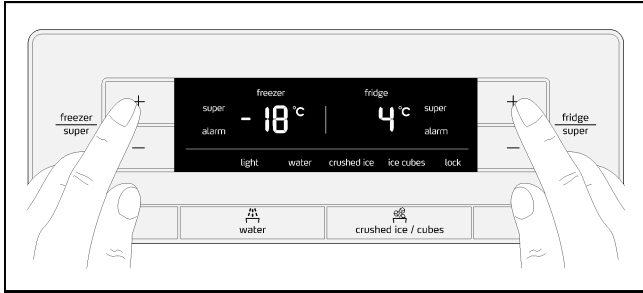 freezer
super
+
−
freezer
super
alarm
-18 °C
fridge
4 °C
super
alarm
light water crushed ice ice cubes lock
+
−
fridge
super
water
crushed ice / cubes